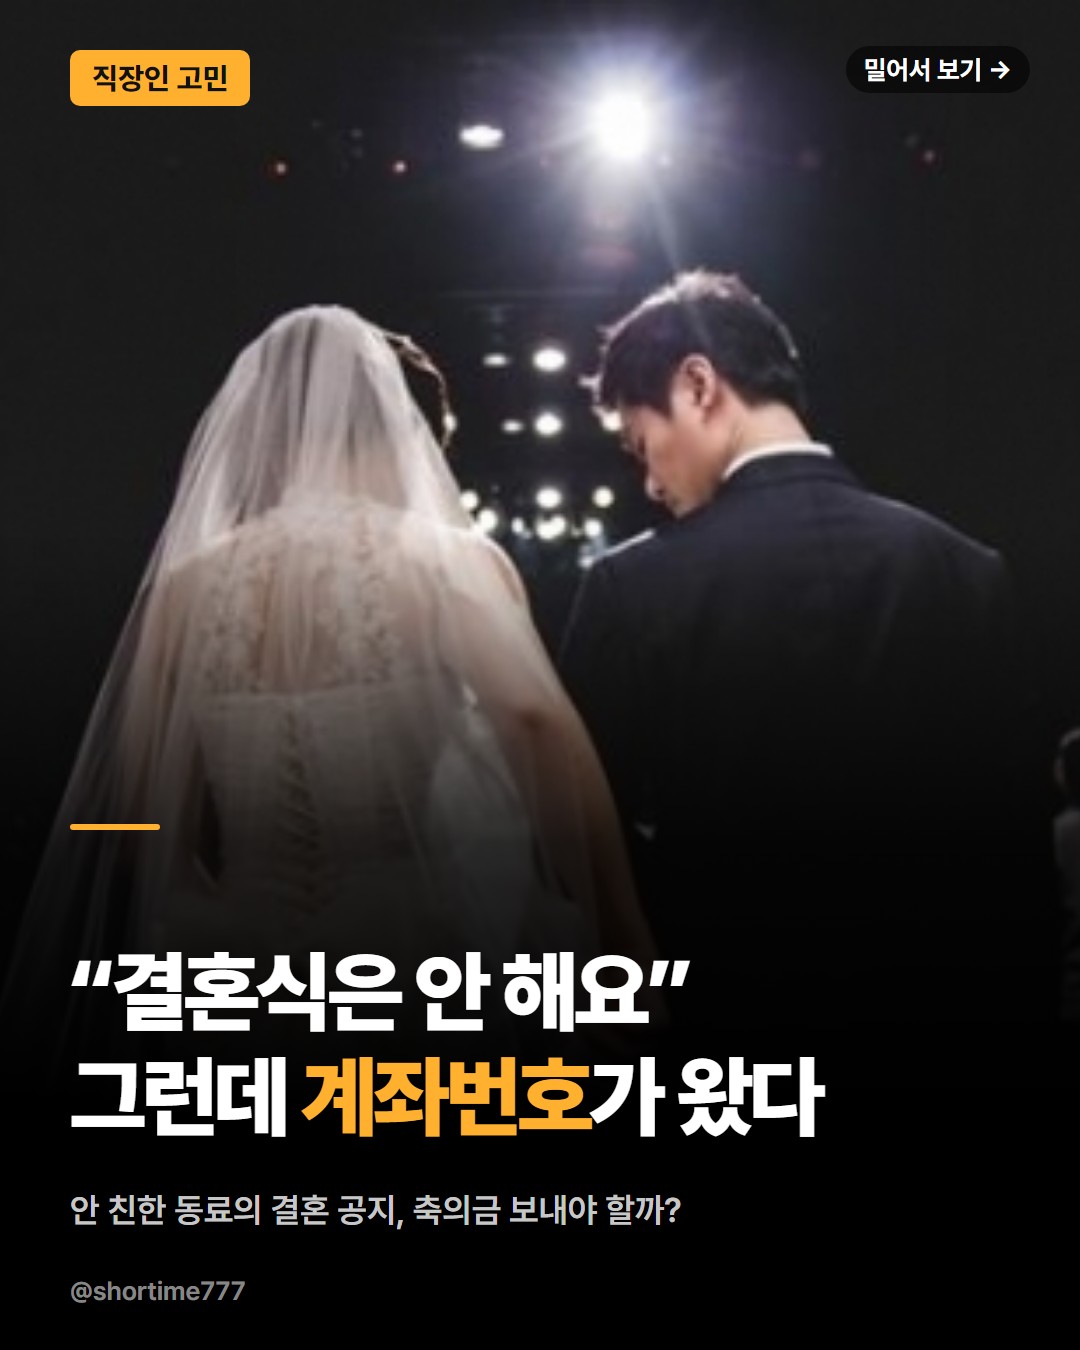 직장인 고민
밀어서 보기 →
“결혼식은 안 해요”
그런데 계좌번호가 왔다
안 친한 동료의 결혼 공지, 축의금 보내야 할까?
@shortime777